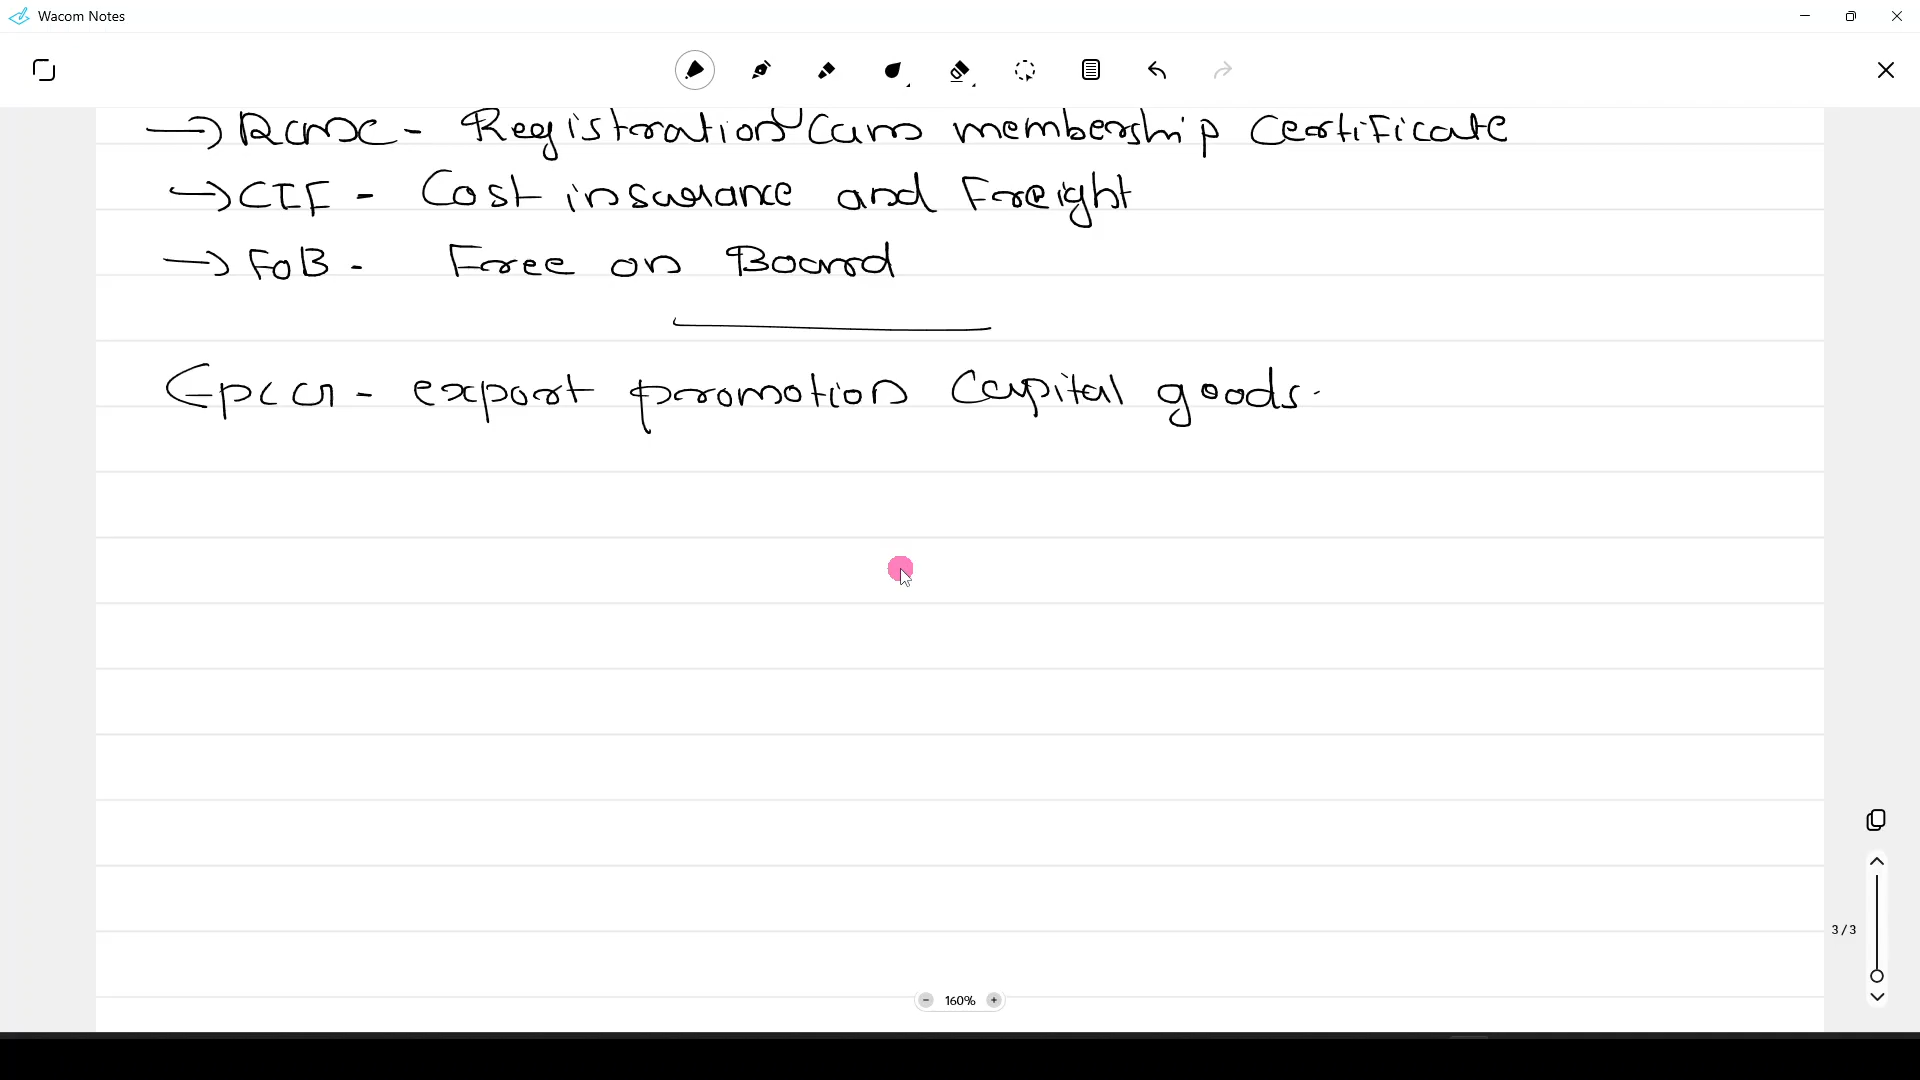 Wacom Notes
→ RCMC - Registration Cum membership Certificate
→ CIF - Cost insurance and Freight
→ FOB - Free on Board
EpcG - export promotion Capital goods.
3 / 3
160%